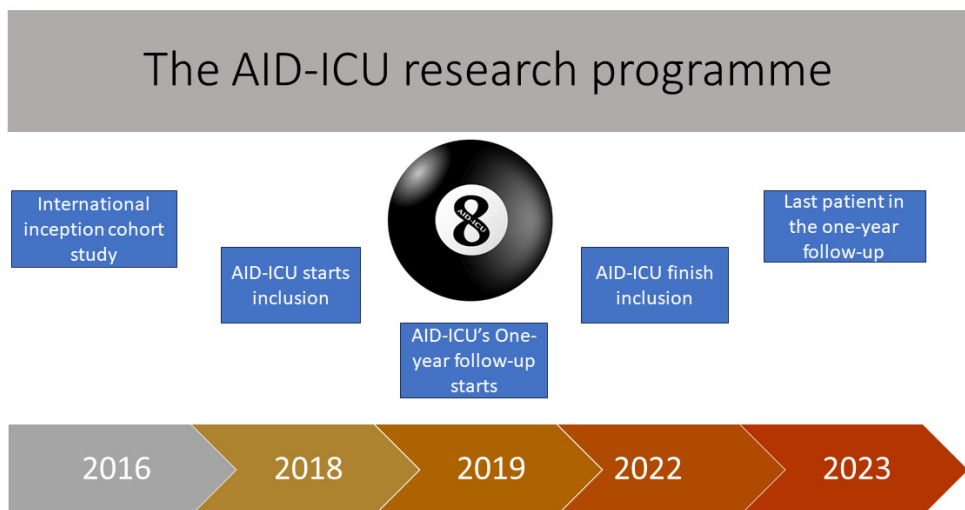 The AID-ICU research programme
International
inception cohort
study
AID-ICU starts
inclusion
8
AID-ICU
AID-ICU's One-
year follow-up
starts
AID-ICU finish
inclusion
Last patient in
the one-year
follow-up
2016
2018
2019
2022
2023